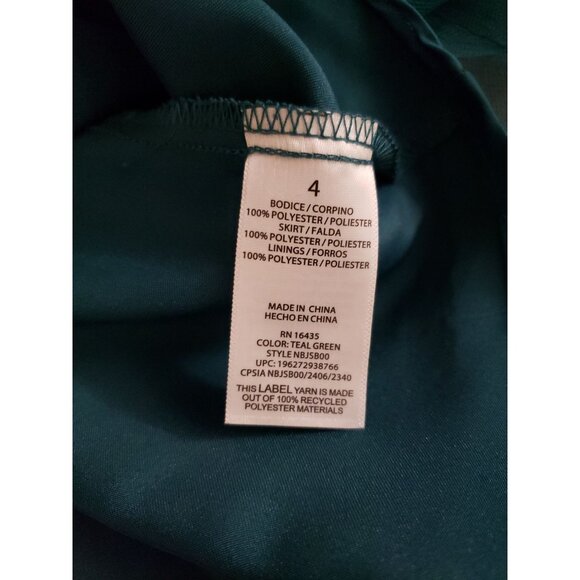 4
BODICE / CORPINO
100% POLYESTER / POLIESTER
SKIRT / FALDA
100% POLYESTER / POLIESTER
LININGS / FORROS
100% POLYESTER / POLIESTER
MADE IN CHINA
HECHO EN CHINA
RN 16435
COLOR: TEAL GREEN
STYLE NBJSB00
UPC: 196272938766
CPSIA NBJSB00/2406/2340
THIS LABEL YARN IS MADE
OUT OF 100% RECYCLED
POLYESTER MATERIALS